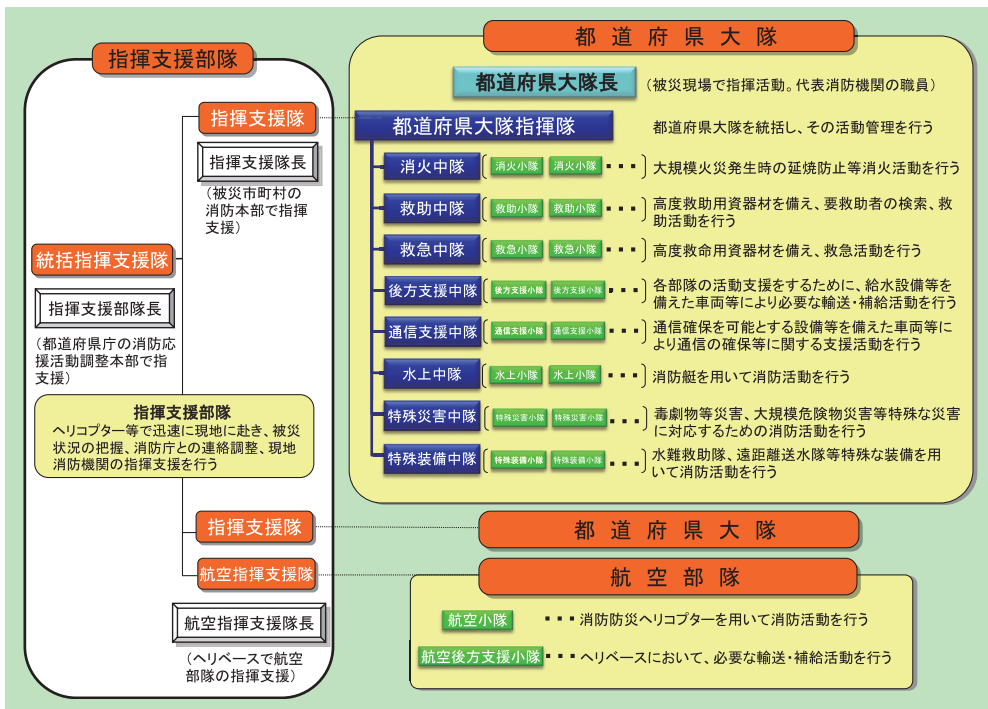 指揮支援部隊
指揮支援隊
指揮支援隊長
(被災市町村の
消防本部で指揮
支援)
統括指揮支援隊
指揮支援部隊長
(都道府県庁の消防応
援活動調整本部で指揮
支援)
指揮支援部隊
ヘリコプター等で迅速に現地に赴き、被災
状況の把握、消防庁との連絡調整、現地
消防機関の指揮支援を行う
指揮支援隊
航空指揮支援隊
航空指揮支援隊長
(ヘリベースで航空
部隊の指揮支援)
都道府県大隊
都道府県大隊長 (被災現場で指揮活動。代表消防機関の職員)
都道府県大隊指揮隊 都道府県大隊を統括し、その活動管理を行う
消火中隊 消火小隊 消火小隊 ・・・ 大規模火災発生時の延焼防止等消火活動を行う
救助中隊 救助小隊 救助小隊 ・・・ 高度救助用資器材を備え、要救助者の検索、救
助活動を行う
救急中隊 救急小隊 救急小隊 ・・・ 高度救命用資器材を備え、救急活動を行う
後方支援中隊 後方支援小隊 後方支援小隊 ・・・ 各部隊の活動支援をするために、給水設備等を
備えた車両等により必要な輸送・補給活動を行う
通信支援中隊 通信支援小隊 通信支援小隊 ・・・ 通信確保を可能とする設備等を備えた車両等に
より通信の確保等に関する支援活動を行う
水上中隊 水上小隊 水上小隊 ・・・ 消防艇を用いて消防活動を行う
特殊災害中隊 特殊災害小隊 特殊災害小隊 ・・・ 毒劇物等災害、大規模危険物災害等特殊な災害
に対応するための消防活動を行う
特殊装備中隊 特殊装備小隊 特殊装備小隊 ・・・ 水難救助隊、遠距離送水隊等特殊な装備を用
いて消防活動を行う
都道府県大隊
航空部隊
航空小隊 ・・・消防防災ヘリコプターを用いて消防活動を行う
航空後方支援小隊 ・・・ヘリベースにおいて、必要な輸送・補給活動を行う